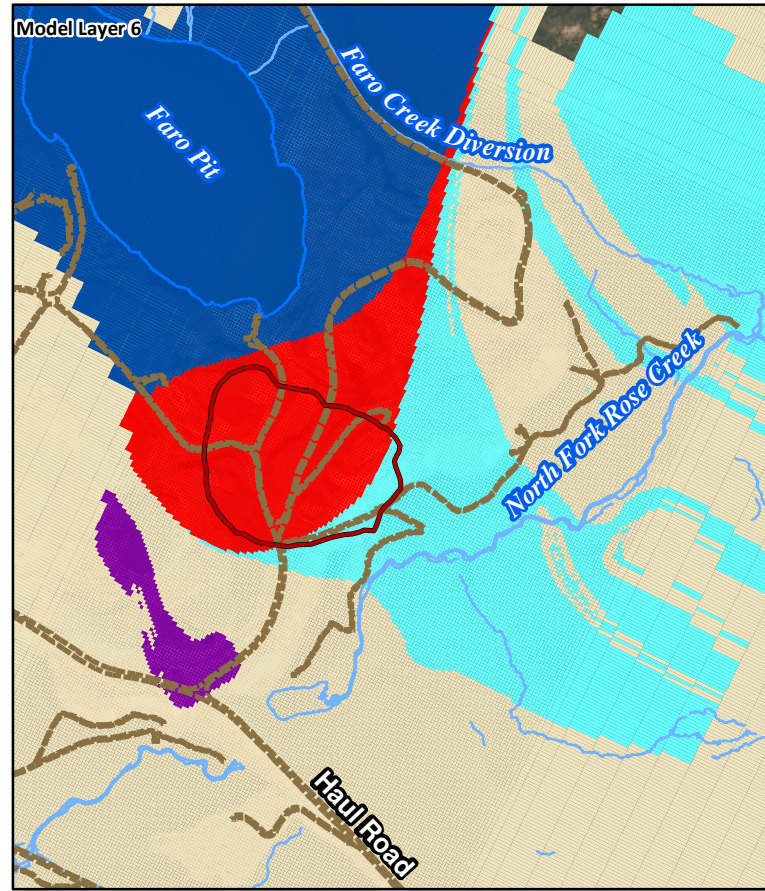 Model Layer 6
Faro Pit
Faro Creek Diversion
North Fork Rose Creek
Haul Road